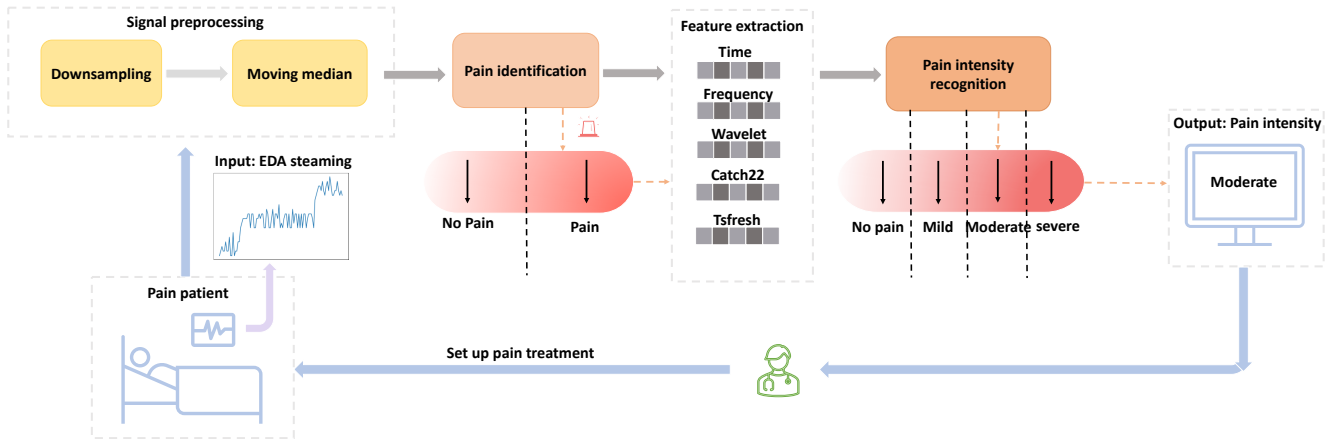 Signal preprocessing
Downsampling
Moving median
Pain identification
Feature extraction
Time
Frequency
Wavelet
Catch22
Tsfresh
Pain intensity
recognition
Output: Pain intensity
Moderate
Input: EDA steaming
No Pain
Pain
No pain
Mild
Moderate
severe
Pain patient
Set up pain treatment